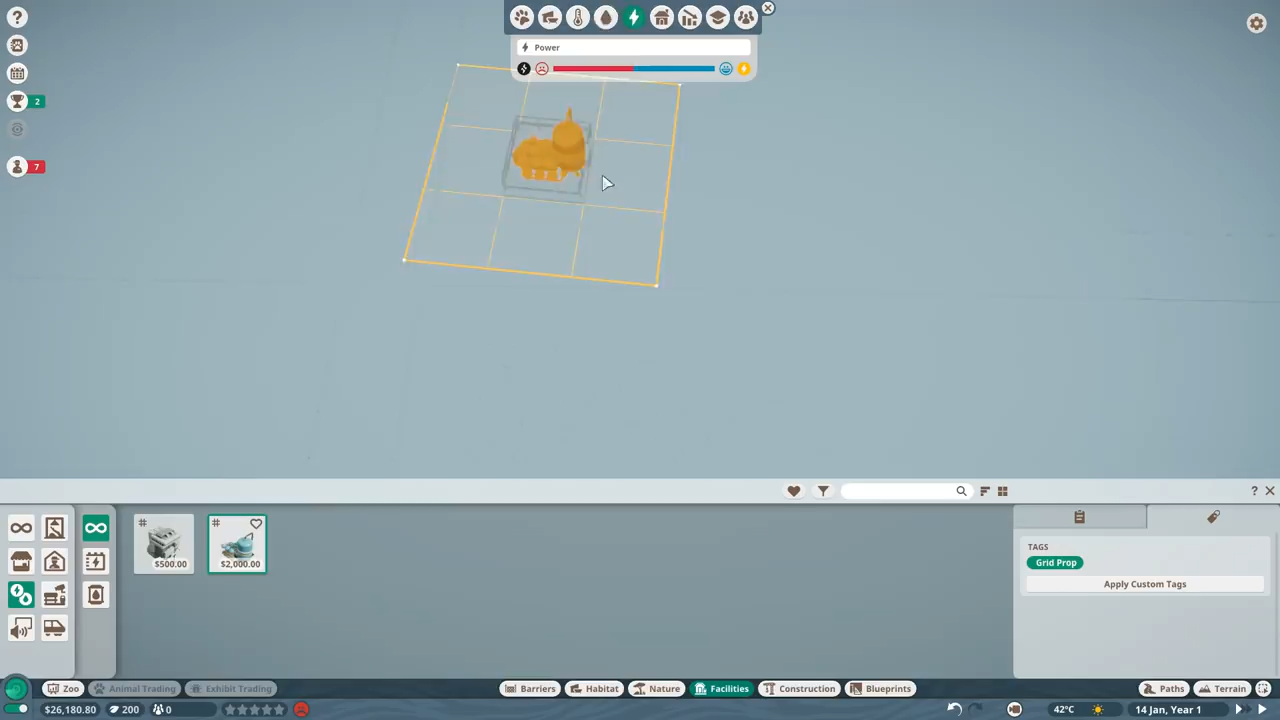 ?
Power
2
7
?
$500.00
$2,000.00
TAGS
Grid Prop
Apply Custom Tags
Zoo
Animal Trading
Exhibit Trading
Barriers
Habitat
Nature
Facilities
Construction
Blueprints
Paths
Terrain
$26,180.80
200
0
42°C
14 Jan, Year 1